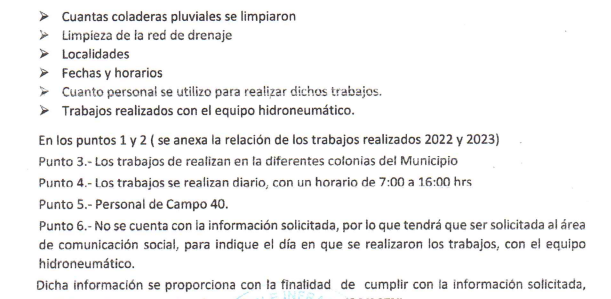 ➢ Cuantas coladeras pluviales se limpiaron
➢ Limpieza de la red de drenaje
➢ Localidades
➢ Fechas y horarios
➢ Cuanto personal se utilizo para realizar dichos trabajos.
➢ Trabajos realizados con el equipo hidroneumático.
En los puntos 1 y 2 ( se anexa la relación de los trabajos realizados 2022 y 2023)
Punto 3.- Los trabajos de realizan en la diferentes colonias del Municipio
Punto 4.- Los trabajos se realizan diario, con un horario de 7:00 a 16:00 hrs
Punto 5.- Personal de Campo 40.
Punto 6.- No se cuenta con la información solicitada, por lo que tendrá que ser solicitada al área
de comunicación social, para indique el día en que se realizaron los trabajos, con el equipo
hidroneumático.
Dicha información se proporciona con la finalidad de cumplir con la información solicitada,